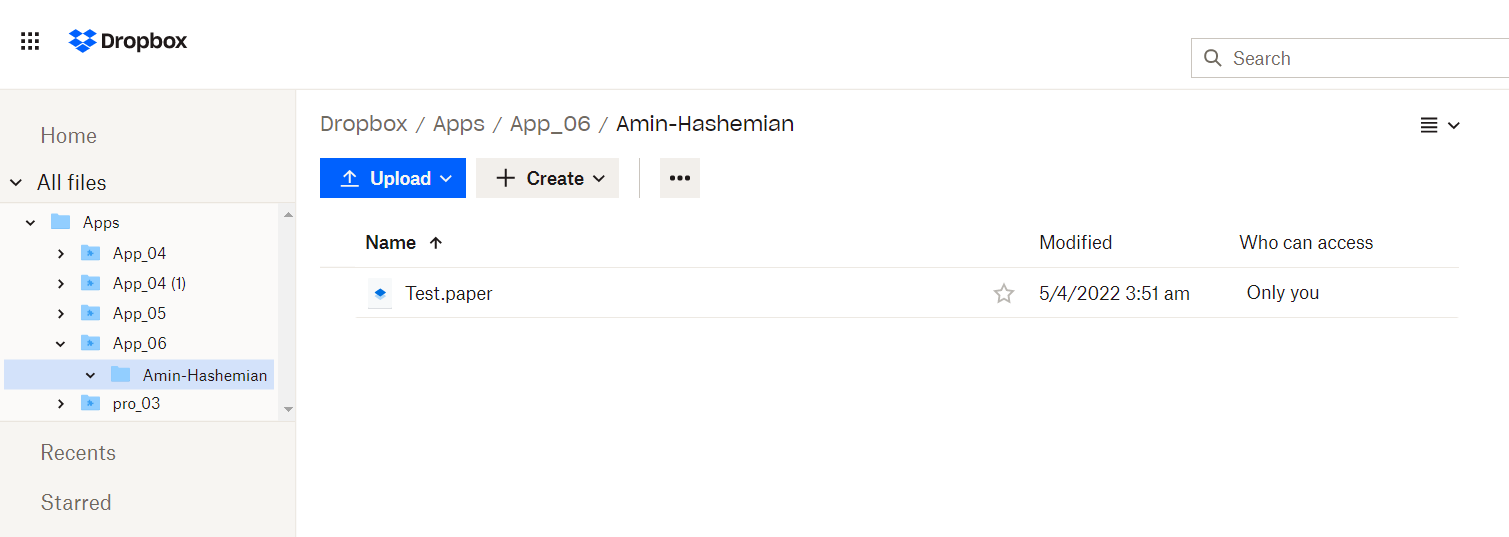 Dropbox
Search
Home
All files
Apps
App_04
App_04 (1)
App_05
App_06
Amin-Hashemian
pro_03
Recents
Starred
Dropbox / Apps / App_06 / Amin-Hashemian
Upload
Create
Name Modified Who can access
Test.paper 5/4/2022 3:51 am Only you